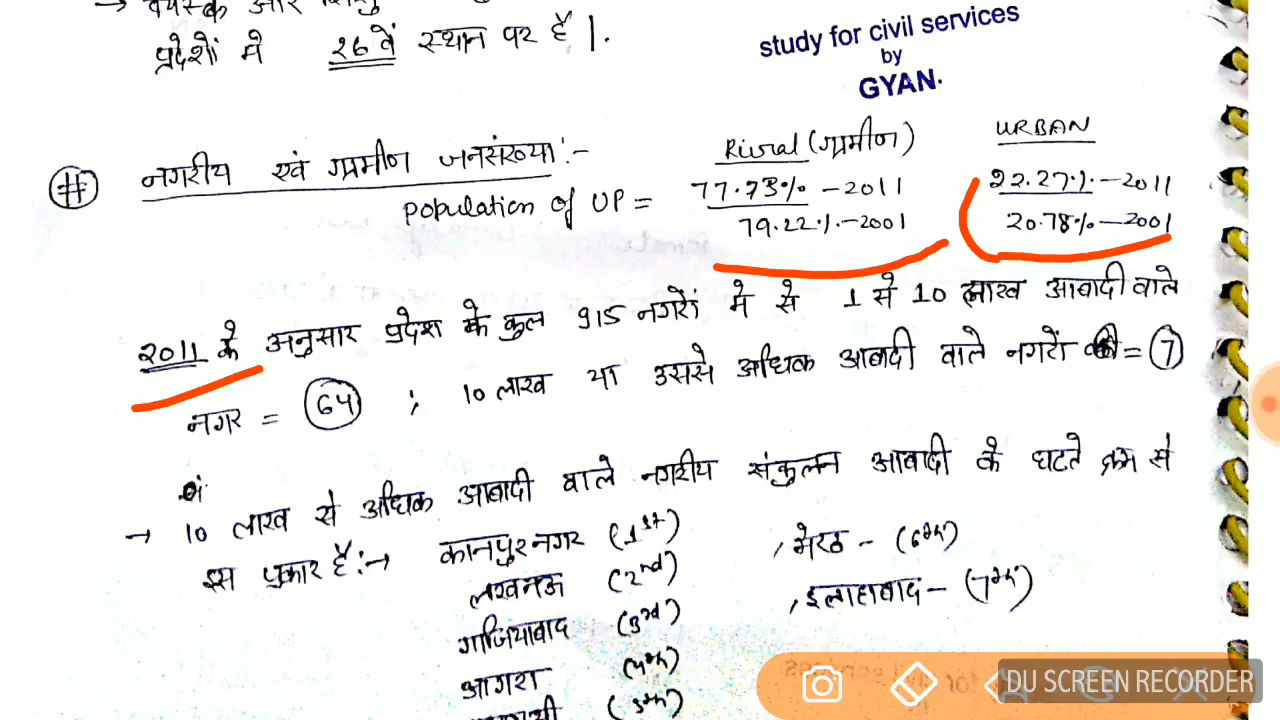 → वयस्क और शिशु
प्रदेशों मे 26 वें स्थान पर है |.
study for civil services
by
GYAN.
# नगरीय एवं ग्रामीण जनसंख्या :-
Rural (ग्रामीण) URBAN
population of UP = 77.73% - 2011 22.27% - 2011
79.22% - 2001 20.78% - 2001
2011 के अनुसार प्रदेश के कुल 915 नगरों मे से 1 से 10 लाख आबादी वाले
नगर = 64 ; 10 लाख या उससे अधिक आबादी वाले नगरों की = 7
→ 10 लाख से अधिक आबादी वाले नगरीय संकुलन आबादी के घटते क्रम से
इस प्रकार हैं :→ कानपुर नगर (1st) , मेरठ - (6th)
लखनऊ (2nd) , इलाहाबाद - (7th)
गाजियाबाद (3rd)
आगरा (4th)
(5th)
DU SCREEN RECORDER